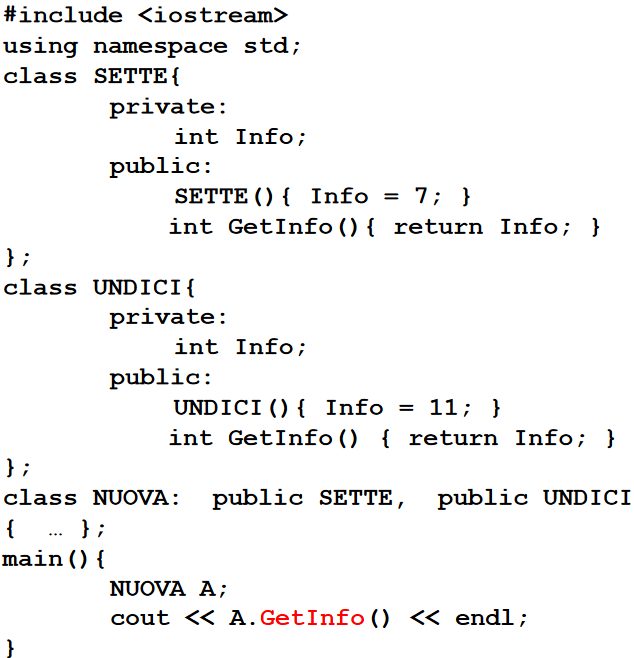 #include <iostream>
using namespace std;
class SETTE{
private:
int Info;
public:
SETTE(){ Info = 7; }
int GetInfo(){ return Info; }
};
class UNDICI{
private:
int Info;
public:
UNDICI(){ Info = 11; }
int GetInfo() { return Info; }
};
class NUOVA: public SETTE, public UNDICI
{ … };
main(){
NUOVA A;
cout << A.GetInfo() << endl;
}